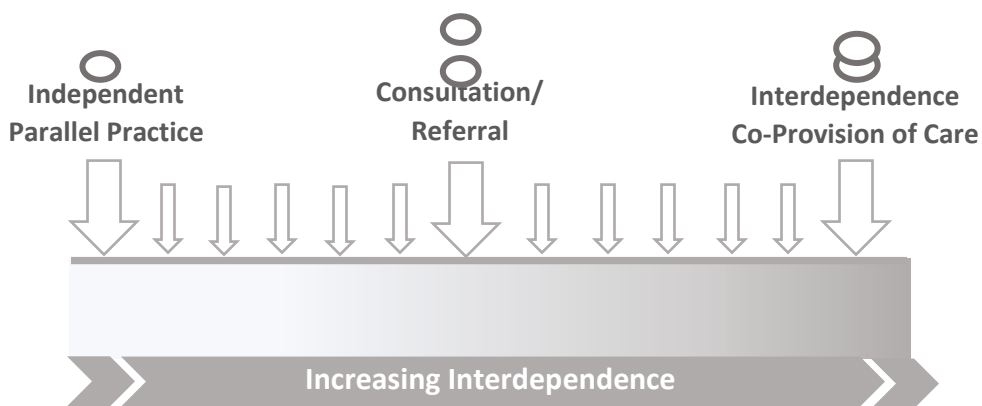 Independent
Parallel Practice
Consultation/
Referral
Interdependence
Co-Provision of Care
Increasing Interdependence